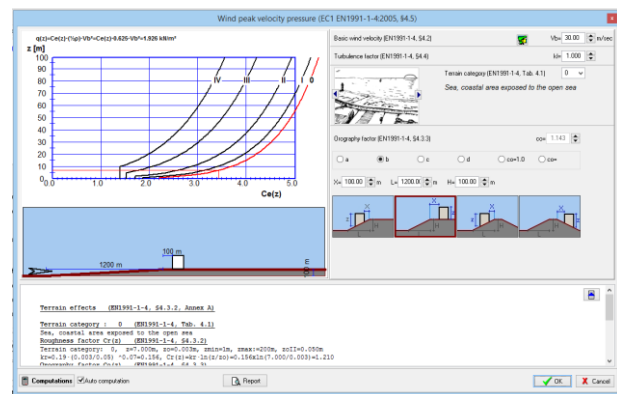 Wind peak velocity pressure (EC1 EN1991-1-4:2005, §4.5)
q(z)=Ce(z)·(½ρ)·Vb²=Ce(z)·0.625·Vb²=1.926 kN/m²
z [m]
100
90
80
70
60
50
40
30
20
10
0
IV III II I 0
0.0 1.0 2.0 3.0 4.0 5.0
Ce(z)
100 m
1200 m
Basic wind velocity (EN1991-1-4, §4.2) Vb= 30.00 m/sec
Turbulence factor (EN1991-1-4, §4.4) kI= 1.000
Terrain category (EN1991-1-4, Tab. 4.1) 0
Sea, coastal area exposed to the open sea
Orography factor (EN1991-1-4, §4.3.3) co= 1.143
a b c d co=1.0 co=
X= 100.00 m L= 1200.00 m H= 100.00 m
Terrain effects (EN1991-1-4, §4.3.2, Annex A)
Terrain category : 0 (EN1991-1-4, Tab. 4.1)
Sea, coastal area exposed to the open sea
Roughness factor Cr(z) (EN1991-1-4, §4.3.2)
Terrain category: 0, z=7.000m, zo=0.003m, zmin=1m, zmax=200m, zoII=0.050m
kr=0.19·(0.003/0.05) ^0.07=0.156, Cr(z)=kr·ln(z/zo)=0.156xln(7.000/0.003)=1.210
Orography factor Co(z) (EN1991-1-4, §4.3.3)
Computations Auto computation Report OK Cancel